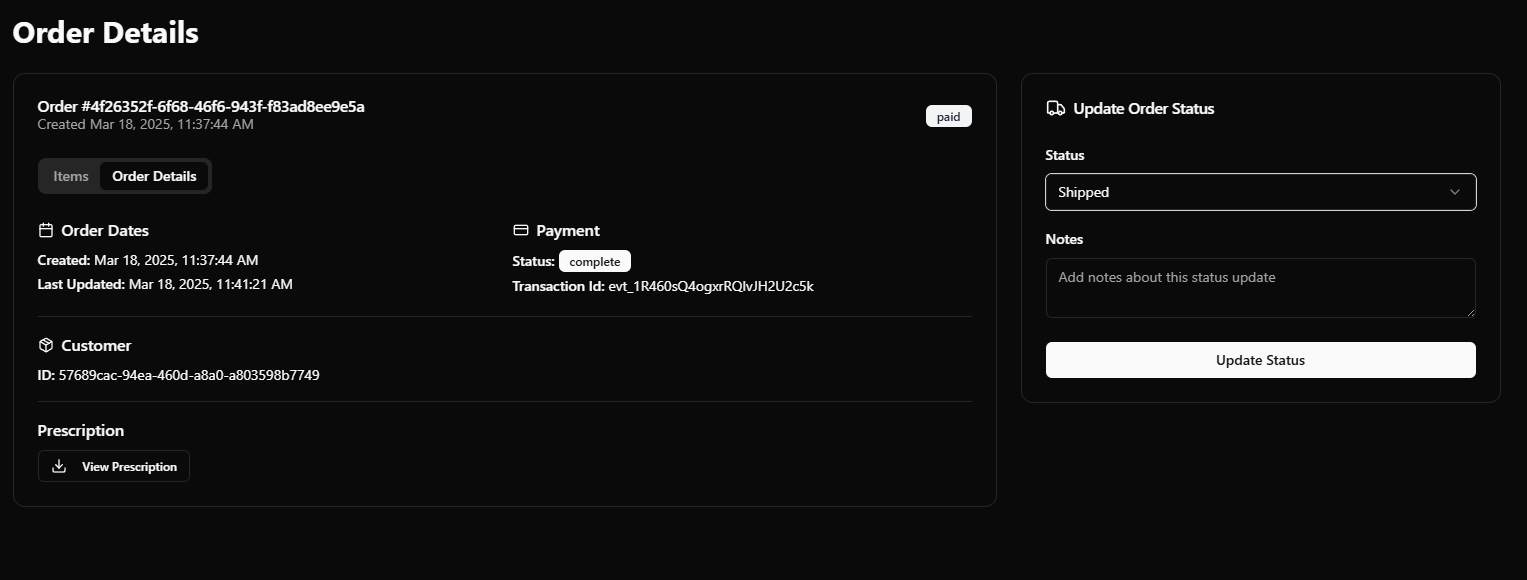 Order Details
Order #4f26352f-6f68-46f6-943f-f83ad8ee9e5a
Created Mar 18, 2025, 11:37:44 AM
paid
Items
Order Details
Order Dates
Created: Mar 18, 2025, 11:37:44 AM
Last Updated: Mar 18, 2025, 11:41:21 AM
Payment
Status: complete
Transaction Id: evt_1R460sQ4ogxrRQIvJH2U2c5k
Customer
ID: 57689cac-94ea-460d-a8a0-a803598b7749
Prescription
View Prescription
Update Order Status
Status
Shipped
Notes
Add notes about this status update
Update Status